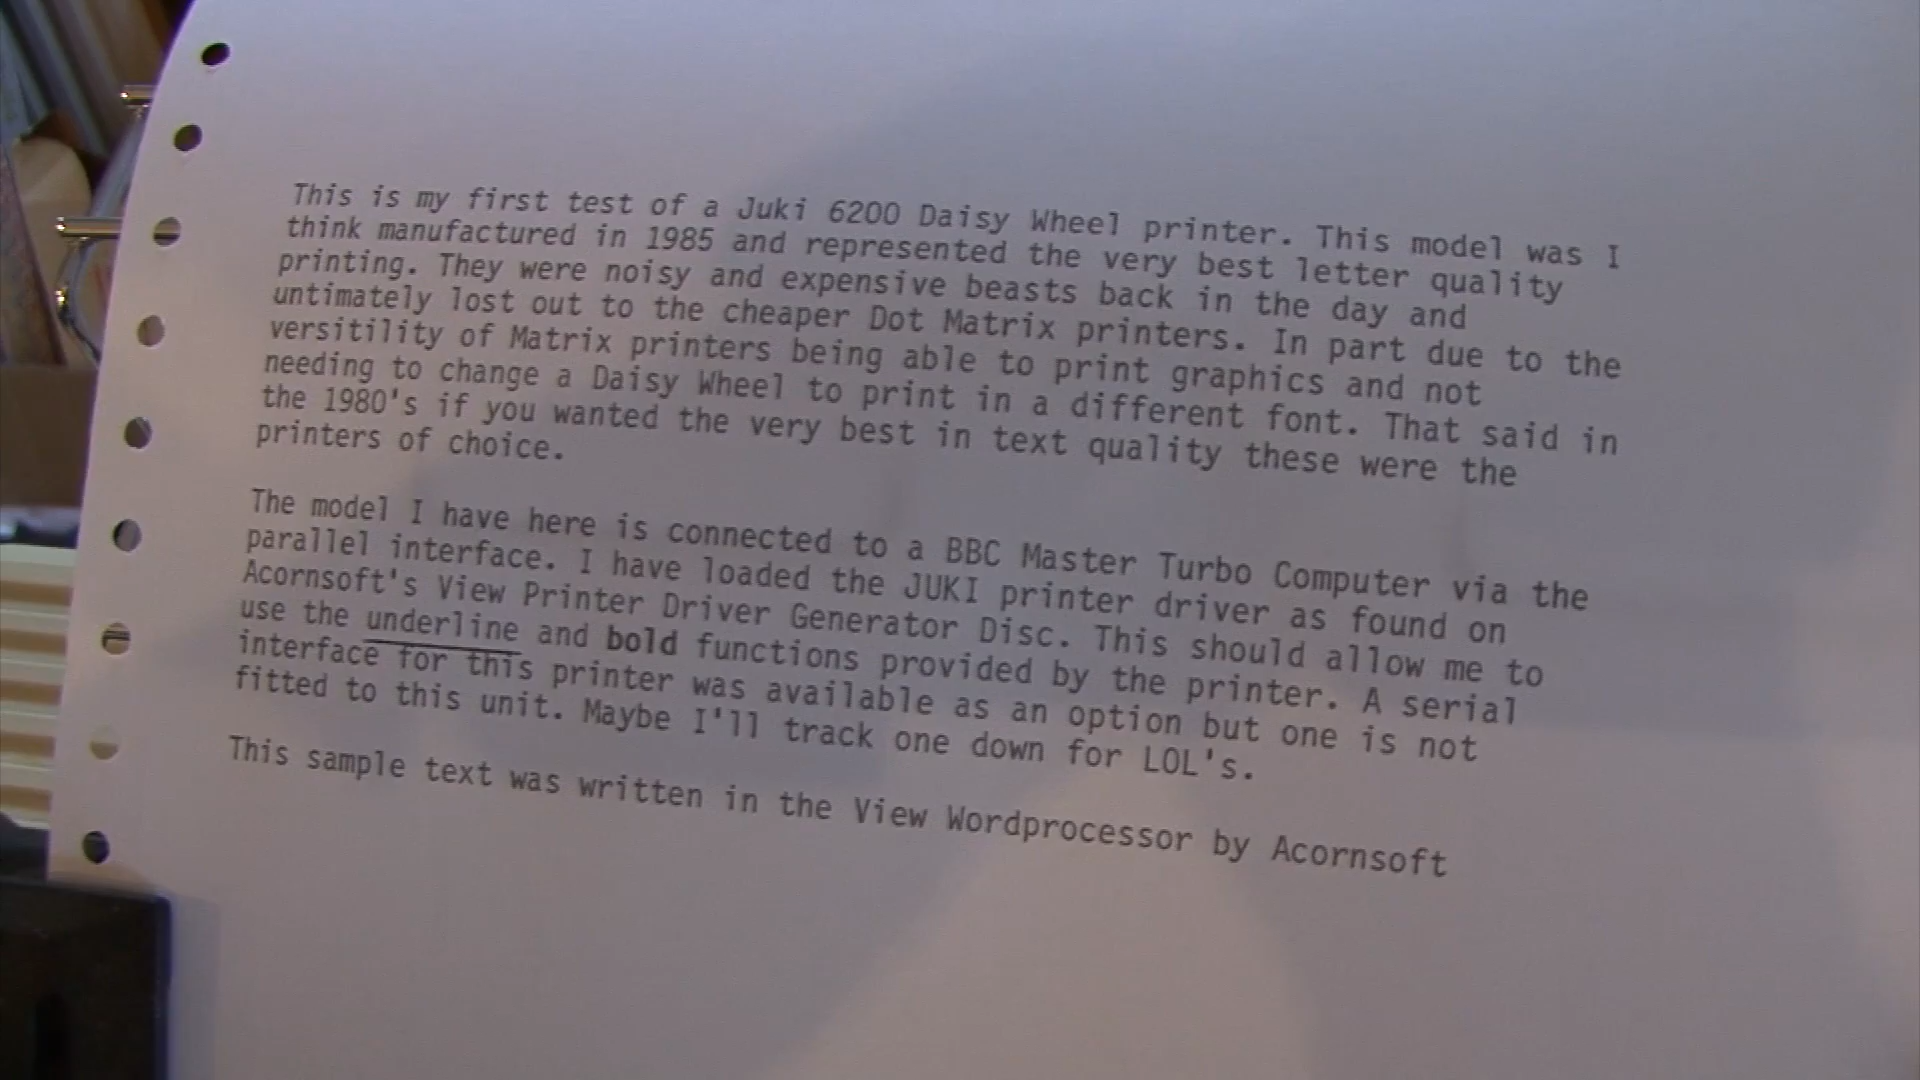 This is my first test of a Juki 6200 Daisy Wheel printer. This model was I
think manufactured in 1985 and represented the very best letter quality
printing. They were noisy and expensive beasts back in the day and
untimately lost out to the cheaper Dot Matrix printers. In part due to the
versitility of Matrix printers being able to print graphics and not
needing to change a Daisy Wheel to print in a different font. That said in
the 1980's if you wanted the very best in text quality these were the
printers of choice.
The model I have here is connected to a BBC Master Turbo Computer via the
parallel interface. I have loaded the JUKI printer driver as found on
Acornsoft's View Printer Driver Generator Disc. This should allow me to
use the underline and bold functions provided by the printer. A serial
interface for this printer was available as an option but one is not
fitted to this unit. Maybe I'll track one down for LOL's.
This sample text was written in the View Wordprocessor by Acornsoft